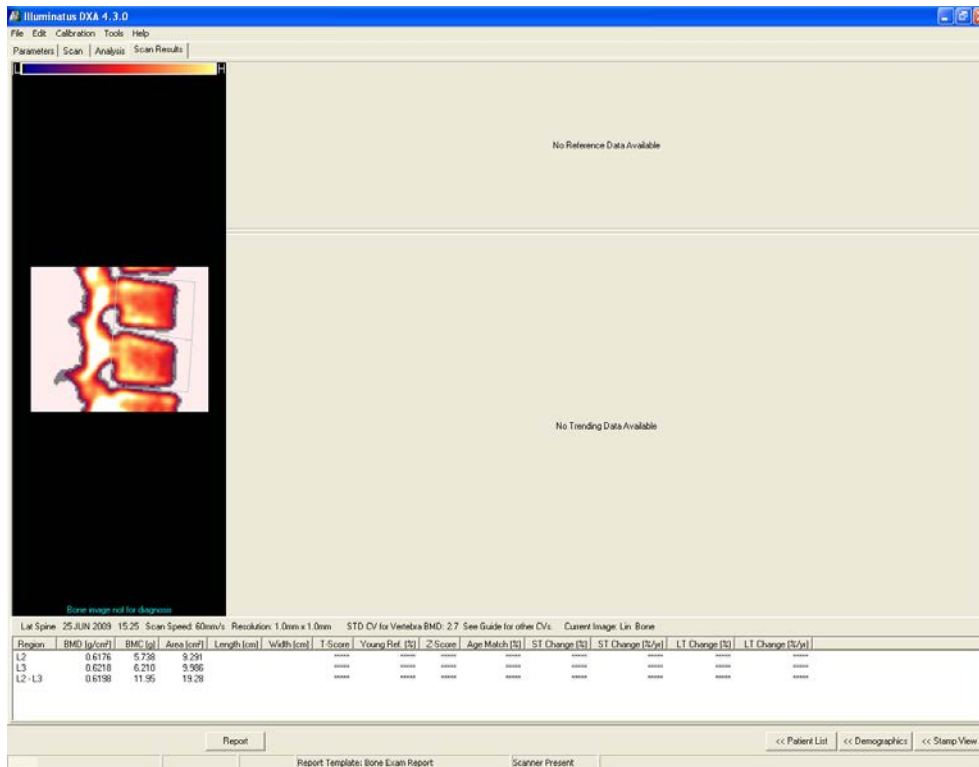 Illuminatus DXA 4.3.0
File Edit Calibration Tools Help
Parameters Scan Analysis Scan Results
L H
No Reference Data Available
No Trending Data Available
Bone image not for diagnosis
Lat Spine 25 JUN 2009 15:25 Scan Speed: 60mm/s Resolution: 1.0mm x 1.0mm STD CV for Vertebra BMD: 2.7 See Guide for other CVs. Current Image: Lin Bone
Region BMD [g/cm²] BMC [g] Area [cm²] Length [cm] Width [cm] T-Score Young Ref. [%] Z-Score Age Match [%] ST Change [%] ST Change [%/yr] LT Change [%] LT Change [%/yr]
L2 0.6176 5.738 9.291 ***** ***** ***** ***** ***** ***** ***** *****
L3 0.6218 6.210 9.986 ***** ***** ***** ***** ***** ***** ***** *****
L2 - L3 0.6198 11.95 19.28 ***** ***** ***** ***** ***** ***** ***** *****
Report << Patient List << Demographics << Stamp View
Report Template: Bone Exam Report Scanner Present